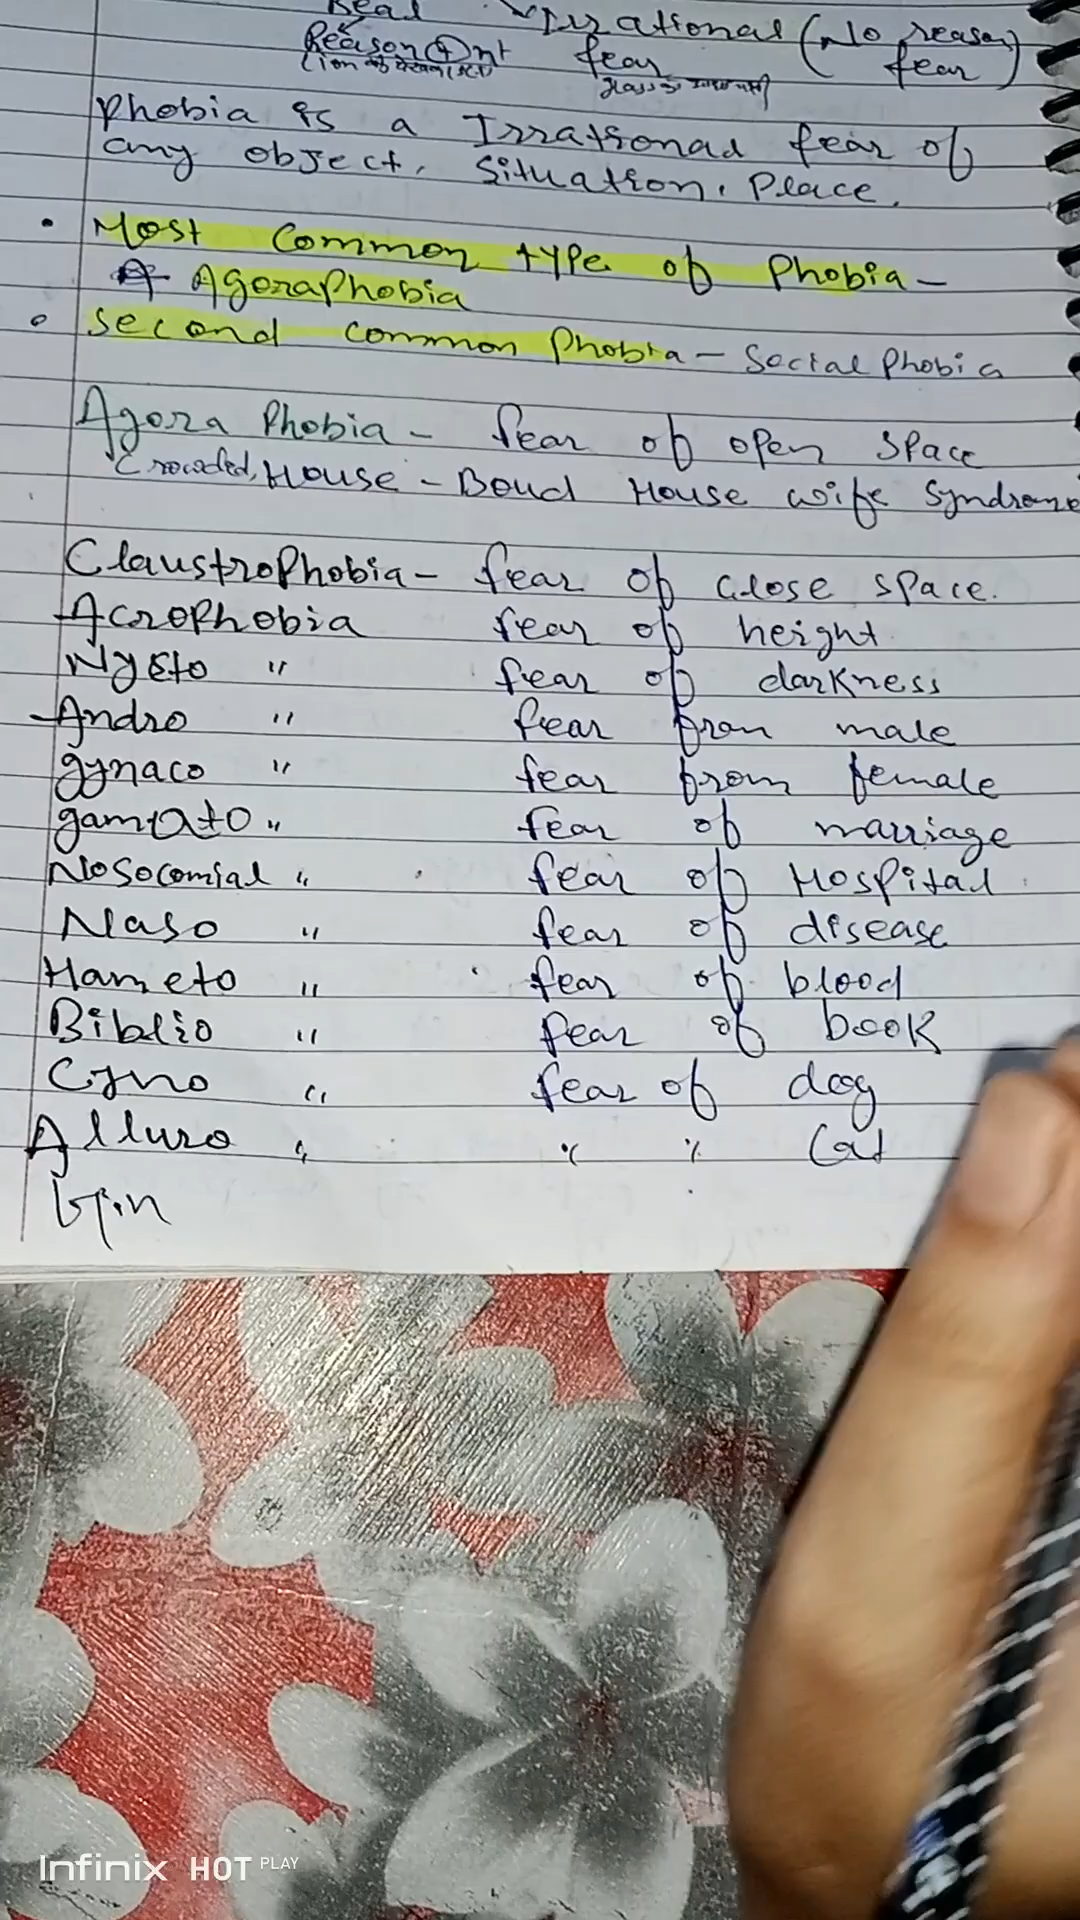 Real Irrational (No reason
Reason ⊕nt fear fear)
Phobia is a Irrational fear of
any object, Situation, Place.
• Most Common type of Phobia -
Agoraphobia
• Second common Phobia - Social Phobia
Agora Phobia - fear of open space
Crowded, House - Boud House wife Syndrome
Claustrophobia - fear of close space.
Acrophobia fear of height
Nycto " fear of darkness
Andro " fear from male
gynaco " fear from female
gamato " fear of marriage
Nosocomial " fear of Hospital
Naso " fear of disease
Hameto " fear of blood
Biblio " fear of book
Cyno " fear of dog
Alluro " " " Cat
Infinix HOT PLAY